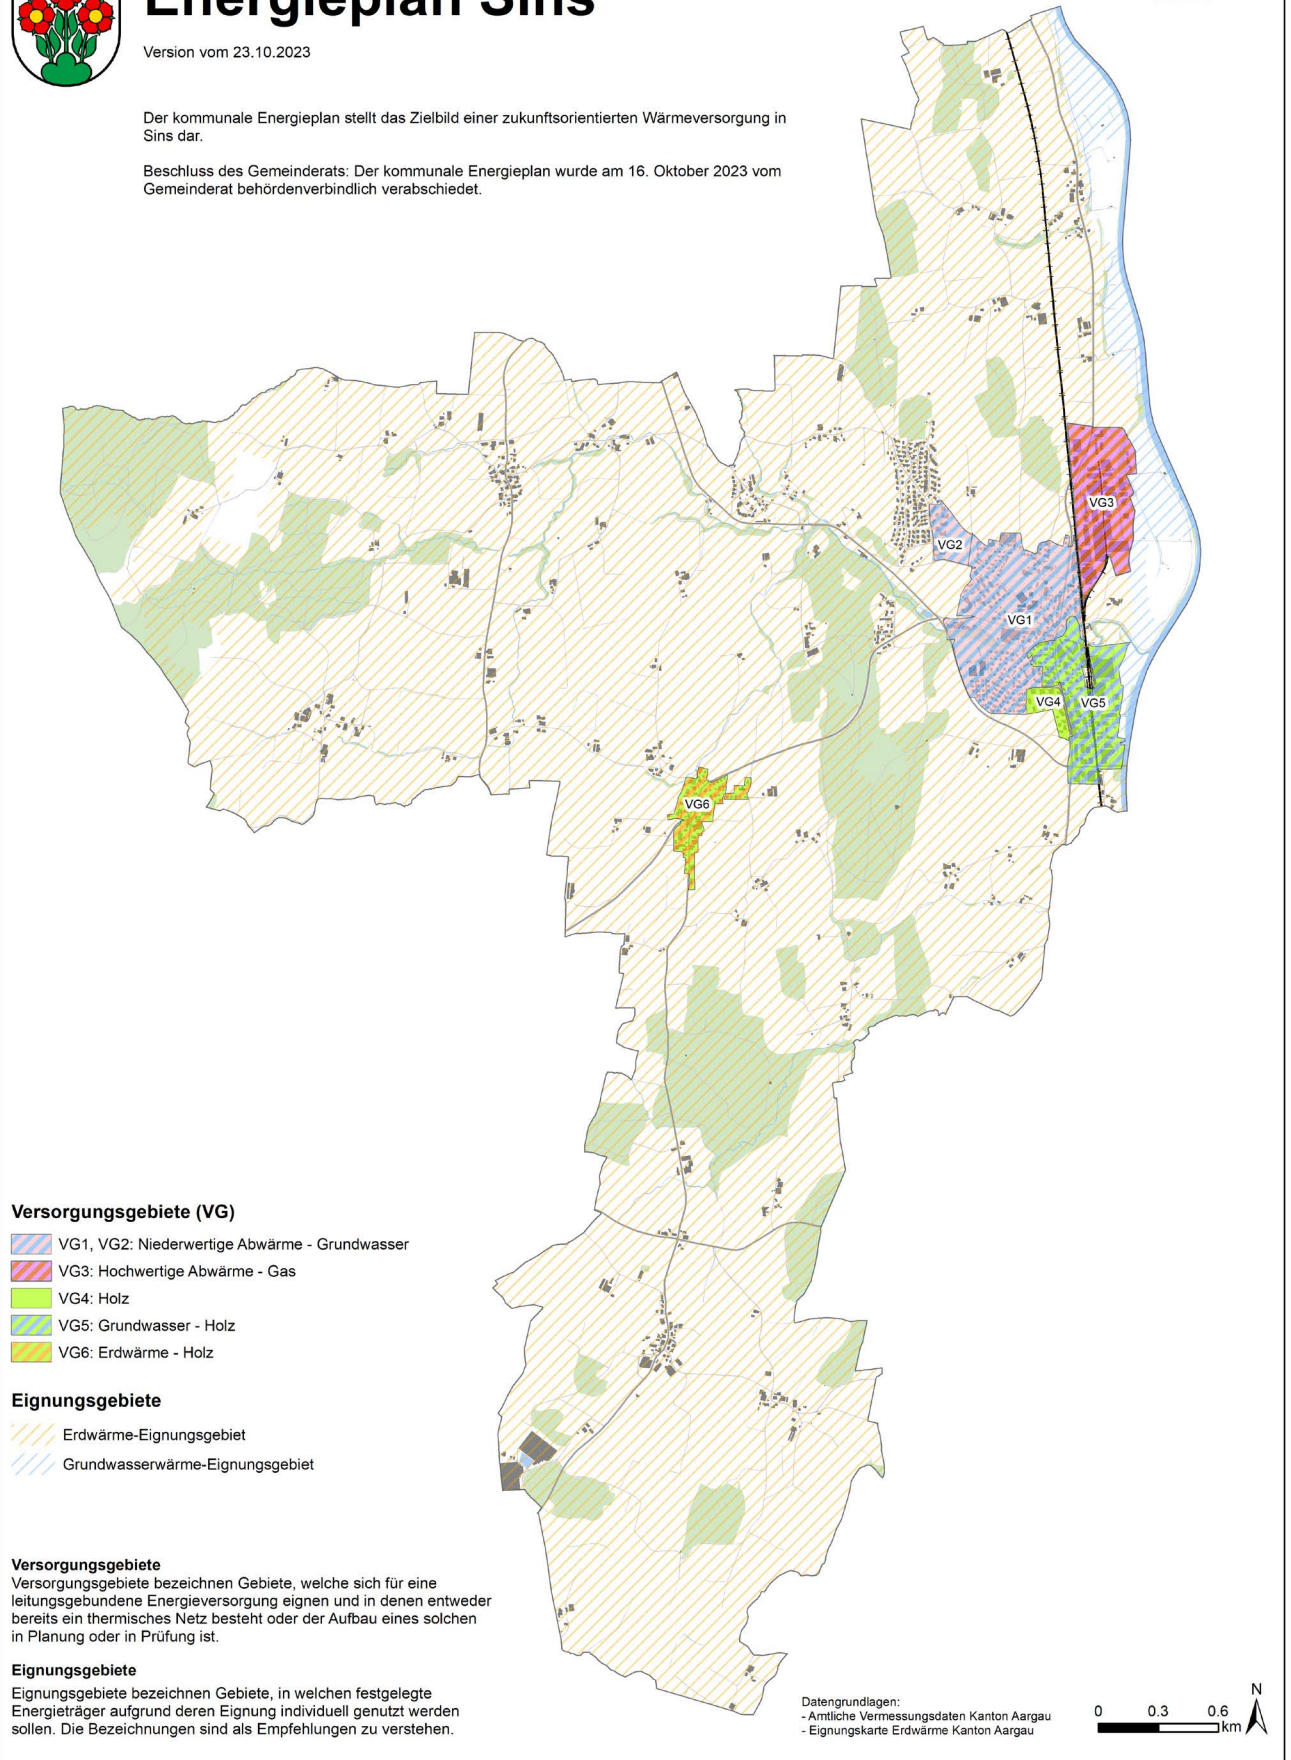 Energieplan Sins
Version vom 23.10.2023
Der kommunale Energieplan stellt das Zielbild einer zukunftsorientierten Wärmeversorgung in
Sins dar.
Beschluss des Gemeinderats: Der kommunale Energieplan wurde am 16. Oktober 2023 vom
Gemeinderat behördenverbindlich verabschiedet.
VG3
VG2
VG1
VG4
VG5
VG6
Versorgungsgebiete (VG)
VG1, VG2: Niederwertige Abwärme - Grundwasser
VG3: Hochwertige Abwärme - Gas
VG4: Holz
VG5: Grundwasser - Holz
VG6: Erdwärme - Holz
Eignungsgebiete
Erdwärme-Eignungsgebiet
Grundwasserwärme-Eignungsgebiet
Versorgungsgebiete
Versorgungsgebiete bezeichnen Gebiete, welche sich für eine
leitungsgebundene Energieversorgung eignen und in denen entweder
bereits ein thermisches Netz besteht oder der Aufbau eines solchen
in Planung oder in Prüfung ist.
Eignungsgebiete
Eignungsgebiete bezeichnen Gebiete, in welchen festgelegte
Energieträger aufgrund deren Eignung individuell genutzt werden
sollen. Die Bezeichnungen sind als Empfehlungen zu verstehen.
Datengrundlagen:
- Amtliche Vermessungsdaten Kanton Aargau
- Eignungskarte Erdwärme Kanton Aargau
0 0.3 0.6
km
N